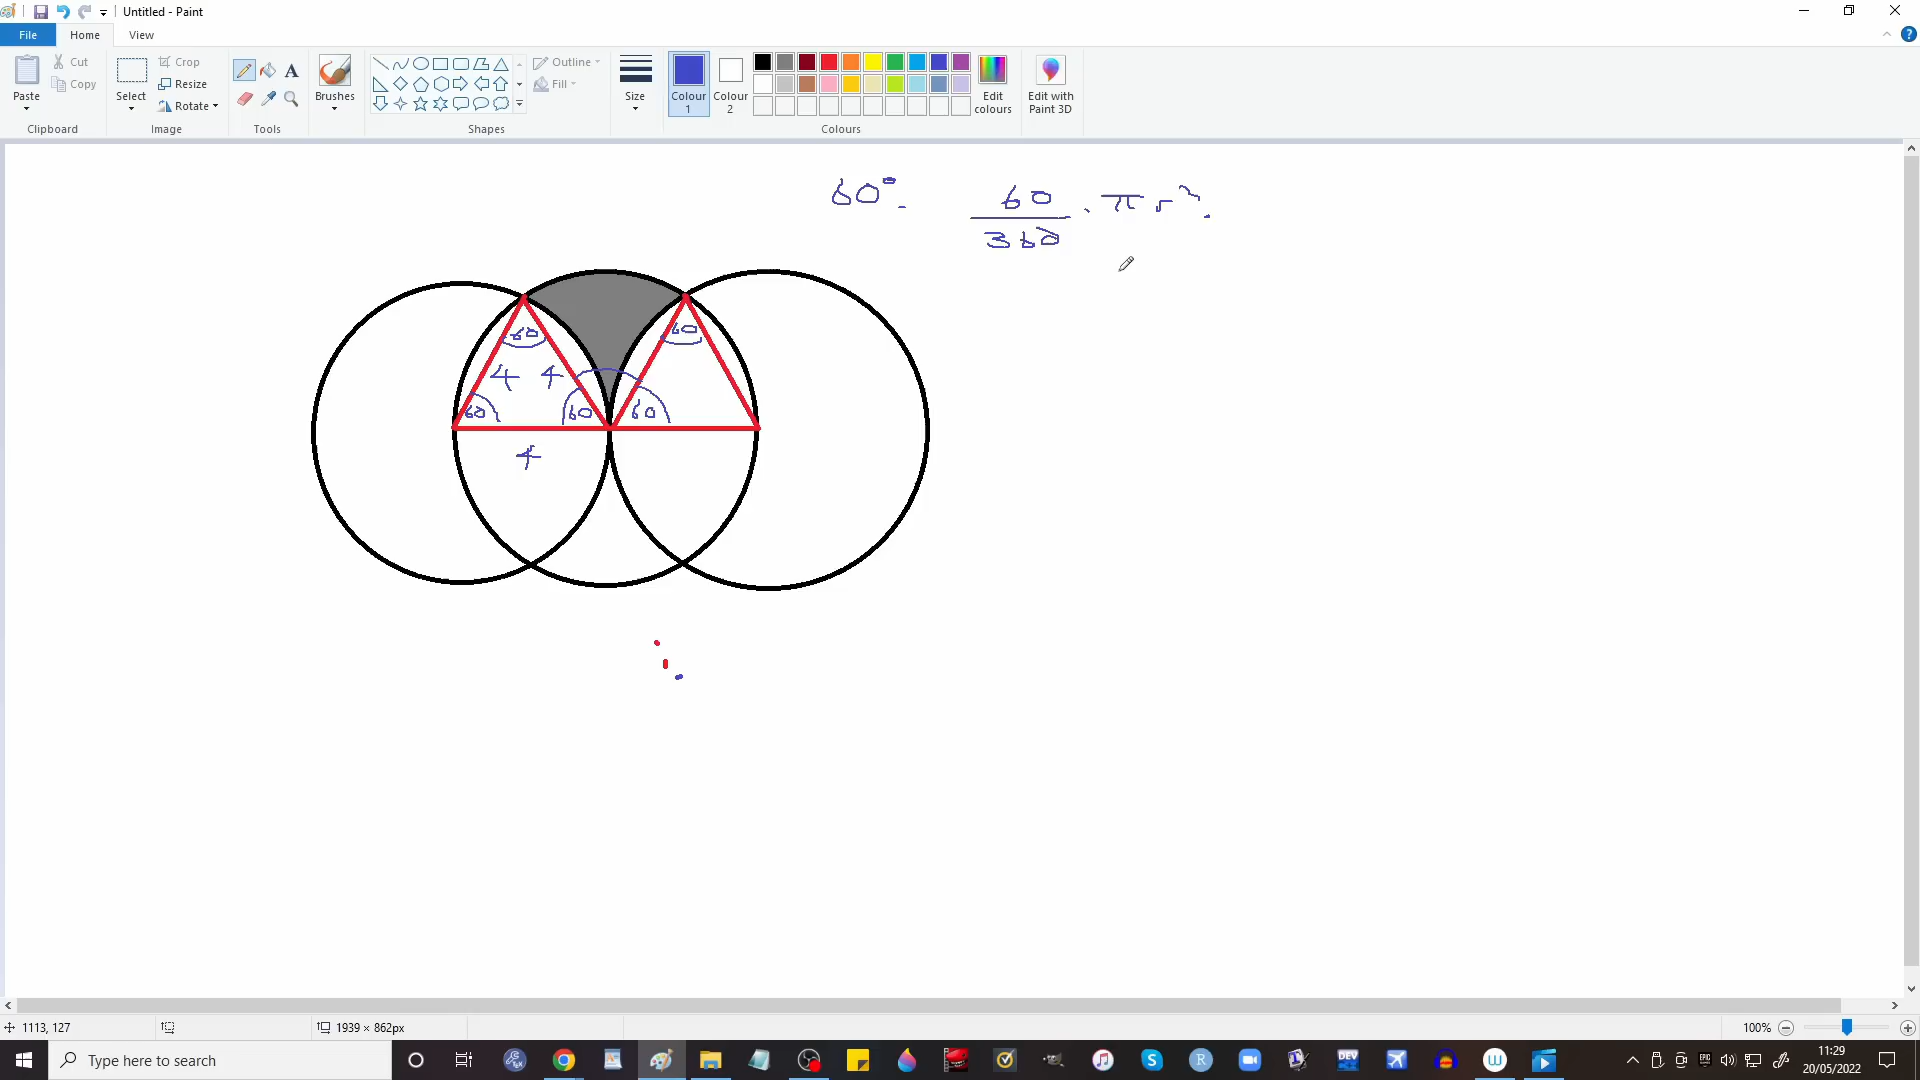 Untitled - Paint
File Home View
Paste
Cut
Copy
Clipboard
Select
Crop
Resize
Rotate
Image
A
Tools
Brushes
Outline
Fill
Shapes
Size
Colour 1
Colour 2
Edit colours
Colours
Edit with Paint 3D
60°. 60/360 · π r².
60 60
4 4
60 60 60
4
1113, 127
1939 × 862px
100%
Type here to search
11:29
20/05/2022